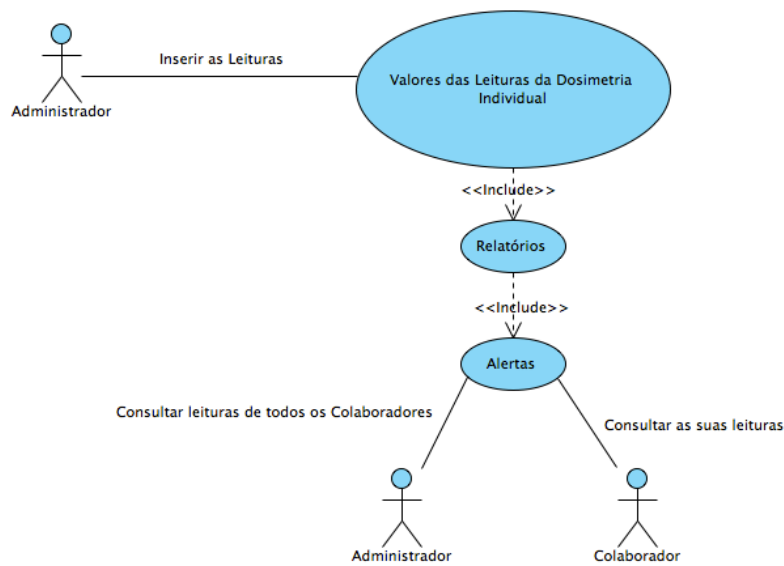 Inserir as Leituras
Administrador
Valores das Leituras da Dosimetria
Individual
<<Include>>
Relatórios
<<Include>>
Alertas
Consultar leituras de todos os Colaboradores
Consultar as suas leituras
Administrador
Colaborador